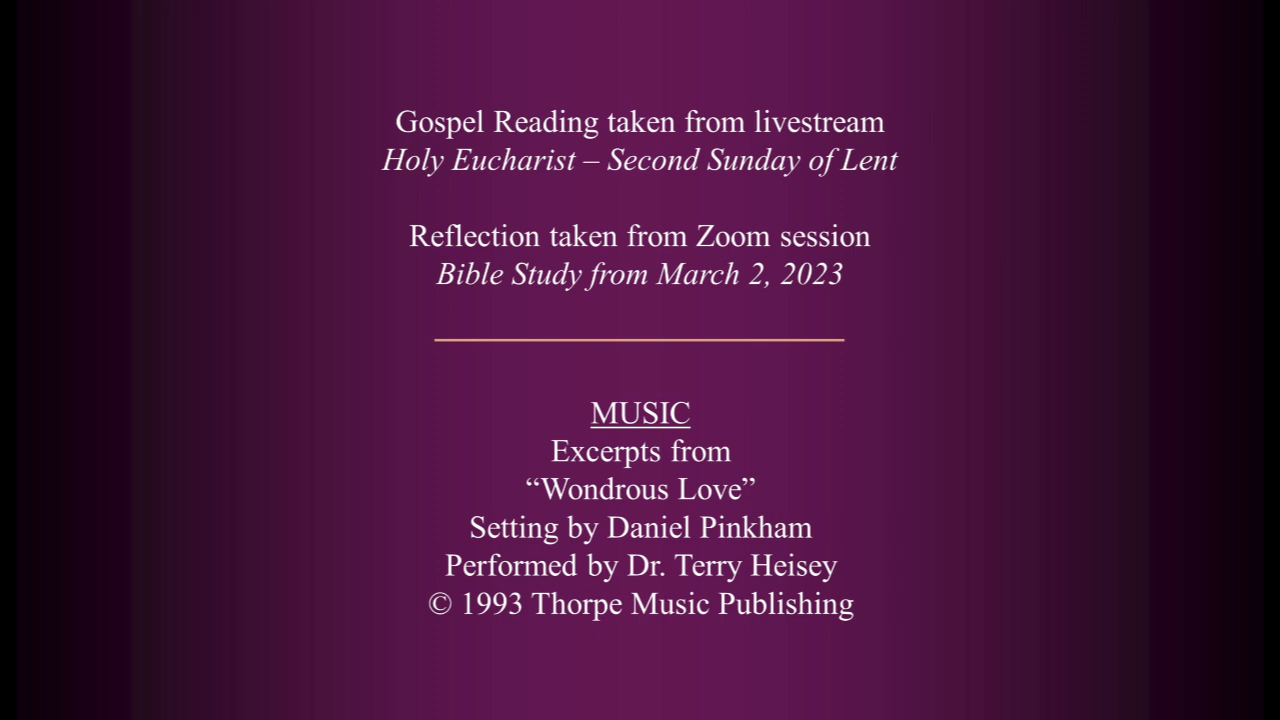 Gospel Reading taken from livestream
Holy Eucharist – Second Sunday of Lent
Reflection taken from Zoom session
Bible Study from March 2, 2023
MUSIC
Excerpts from
“Wondrous Love”
Setting by Daniel Pinkham
Performed by Dr. Terry Heisey
© 1993 Thorpe Music Publishing